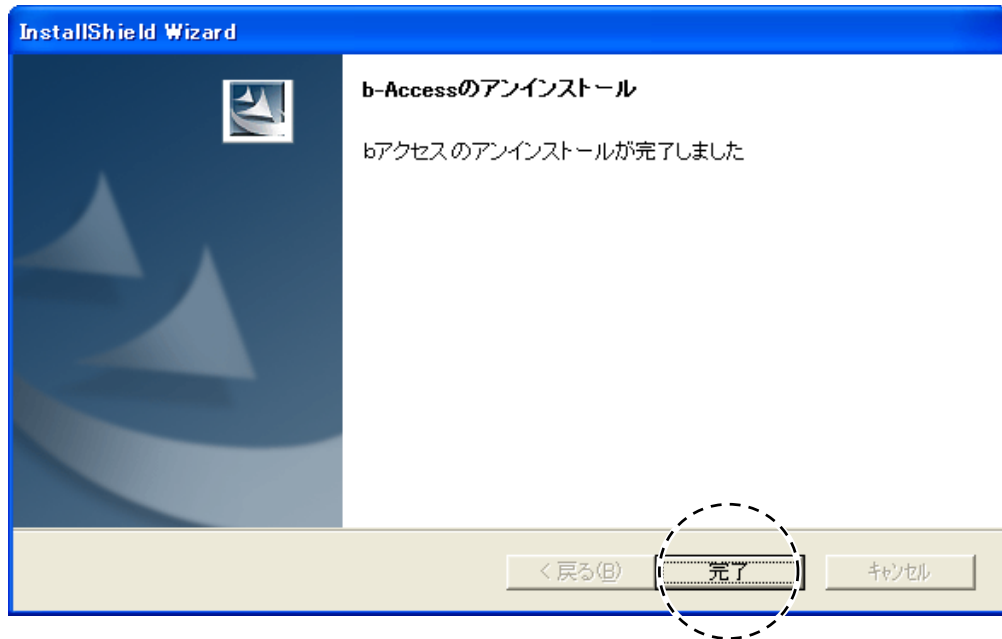 InstallShield Wizard
b-Accessのアンインストール
bアクセスのアンインストールが完了しました
< 戻る(B)
完了
キャンセル